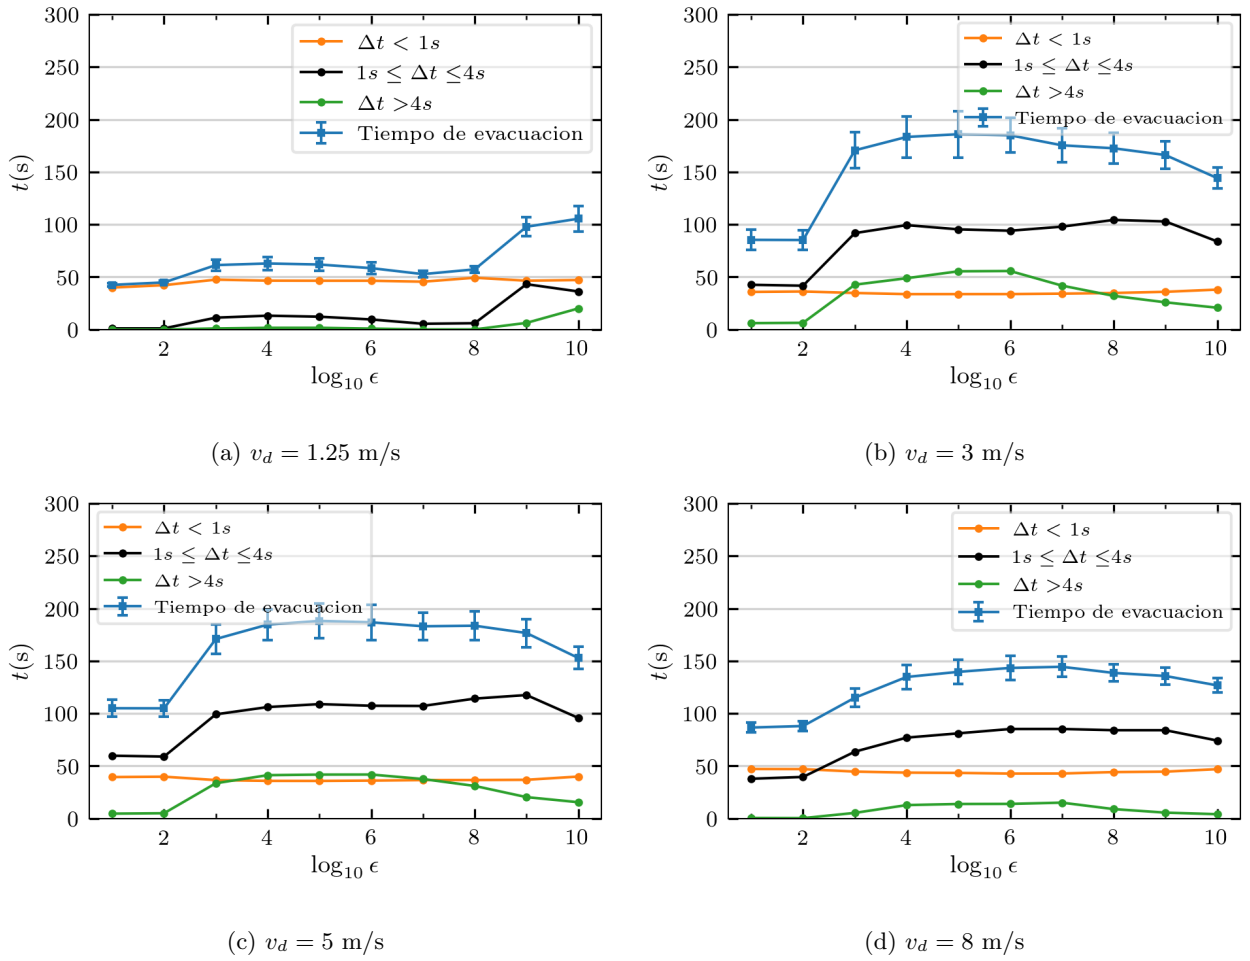 300
250
200
150
100
50
0
t(s)
Δt < 1s
1s ≤ Δt ≤4s
Δt >4s
Tiempo de evacuacion
2 4 6 8 10
log₁₀ ϵ
(a) v_d = 1.25 m/s
300
250
200
150
100
50
0
t(s)
Δt < 1s
1s ≤ Δt ≤4s
Δt >4s
Tiempo de evacuacion
2 4 6 8 10
log₁₀ ϵ
(b) v_d = 3 m/s
300
250
200
150
100
50
0
t(s)
Δt < 1s
1s ≤ Δt ≤4s
Δt >4s
Tiempo de evacuacion
2 4 6 8 10
log₁₀ ϵ
(c) v_d = 5 m/s
300
250
200
150
100
50
0
t(s)
Δt < 1s
1s ≤ Δt ≤4s
Δt >4s
Tiempo de evacuacion
2 4 6 8 10
log₁₀ ϵ
(d) v_d = 8 m/s